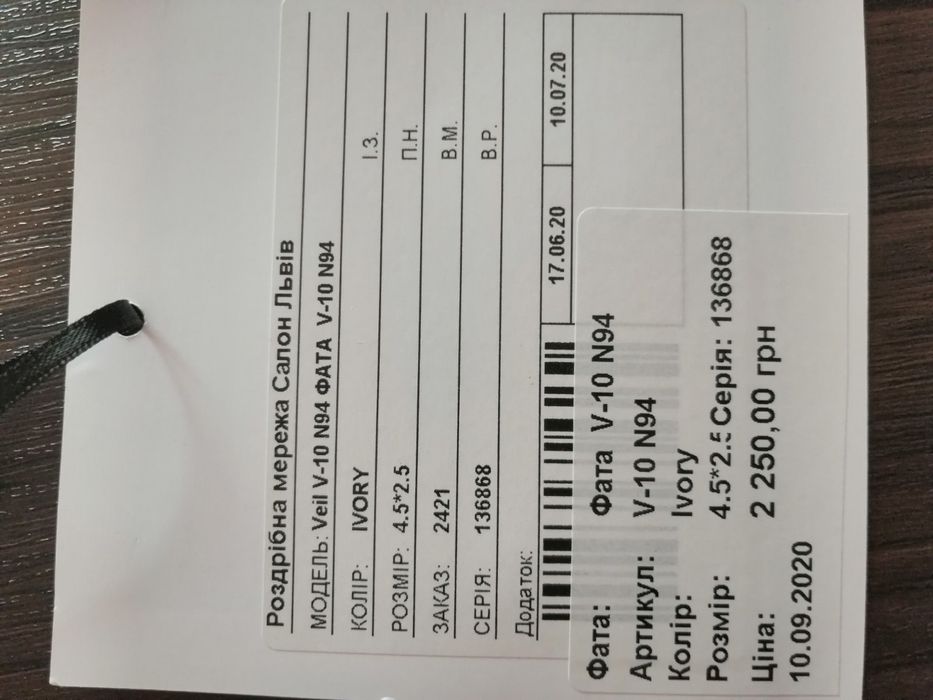 Роздрібна мережа Салон Львів
МОДЕЛЬ: Veil V-10 N94 ФАТА V-10 N94
КОЛІР: IVORY І.З.
РОЗМІР: 4.5*2.5 П.Н.
ЗАКАЗ: 2421 В.М.
СЕРІЯ: 136868 В.Р.
Додаток:
17.06.20 10.07.20
Фата: Фата V-10 N94
Артикул: V-10 N94
Колір: Ivory
Розмір: 4.5*2.5 Серія: 136868
Ціна: 2 250,00 грн
10.09.2020